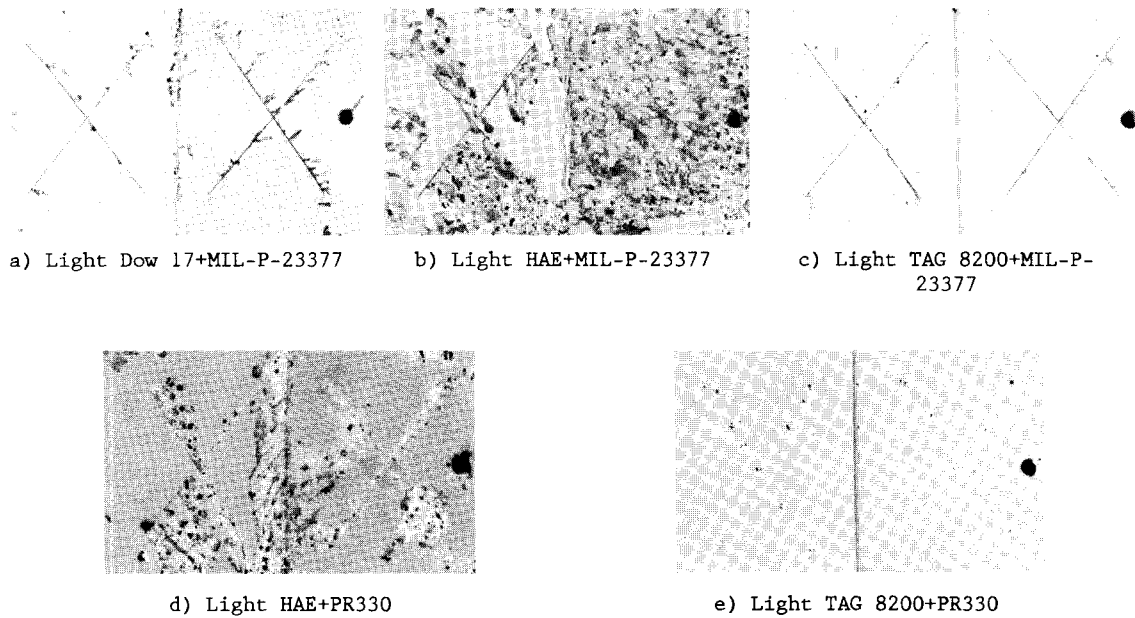 a) Light Dow 17+MIL-P-23377
b) Light HAE+MIL-P-23377
c) Light TAG 8200+MIL-P-
23377
d) Light HAE+PR330
e) Light TAG 8200+PR330